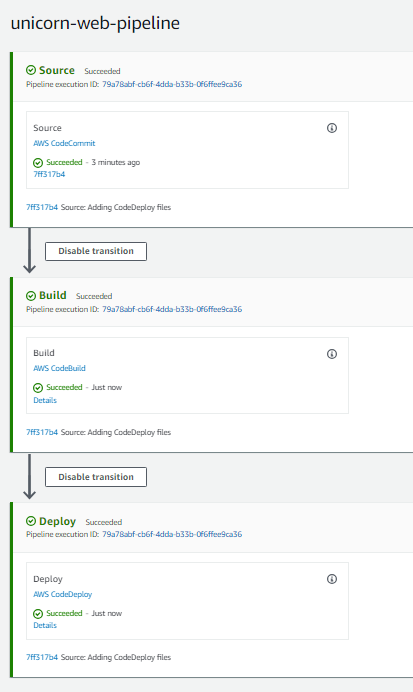 unicorn-web-pipeline
Source Succeeded
Pipeline execution ID: 79a78abf-cb6f-4dda-b33b-0f6ffee9ca36
Source
AWS CodeCommit
Succeeded - 3 minutes ago
7ff317b4
7ff317b4 Source: Adding CodeDeploy files
Disable transition
Build Succeeded
Pipeline execution ID: 79a78abf-cb6f-4dda-b33b-0f6ffee9ca36
Build
AWS CodeBuild
Succeeded - Just now
Details
7ff317b4 Source: Adding CodeDeploy files
Disable transition
Deploy Succeeded
Pipeline execution ID: 79a78abf-cb6f-4dda-b33b-0f6ffee9ca36
Deploy
AWS CodeDeploy
Succeeded - Just now
Details
7ff317b4 Source: Adding CodeDeploy files